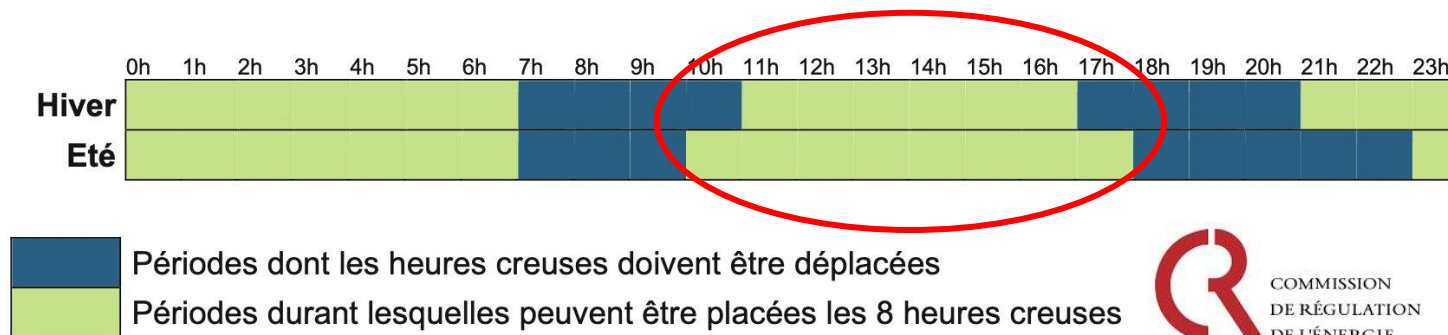 0h 1h 2h 3h 4h 5h 6h 7h 8h 9h 10h 11h 12h 13h 14h 15h 16h 17h 18h 19h 20h 21h 22h 23h
Hiver
Eté
Périodes dont les heures creuses doivent être déplacées
Périodes durant lesquelles peuvent être placées les 8 heures creuses
COMMISSION
DE RÉGULATION
DE L'ÉNERGIE